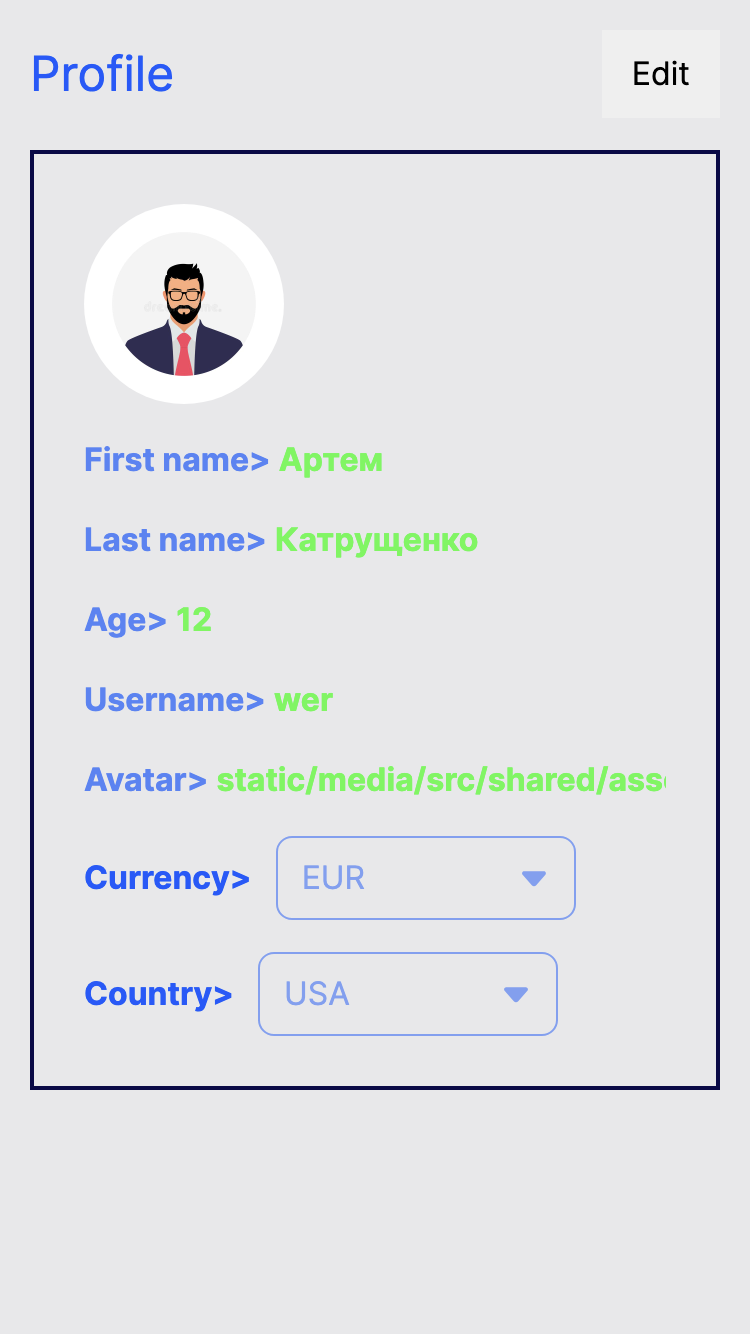 Profile
Edit
First name> Артем
Last name> Катрущенко
Age> 12
Username> wer
Avatar> static/media/src/shared/ass
Currency> EUR
Country> USA